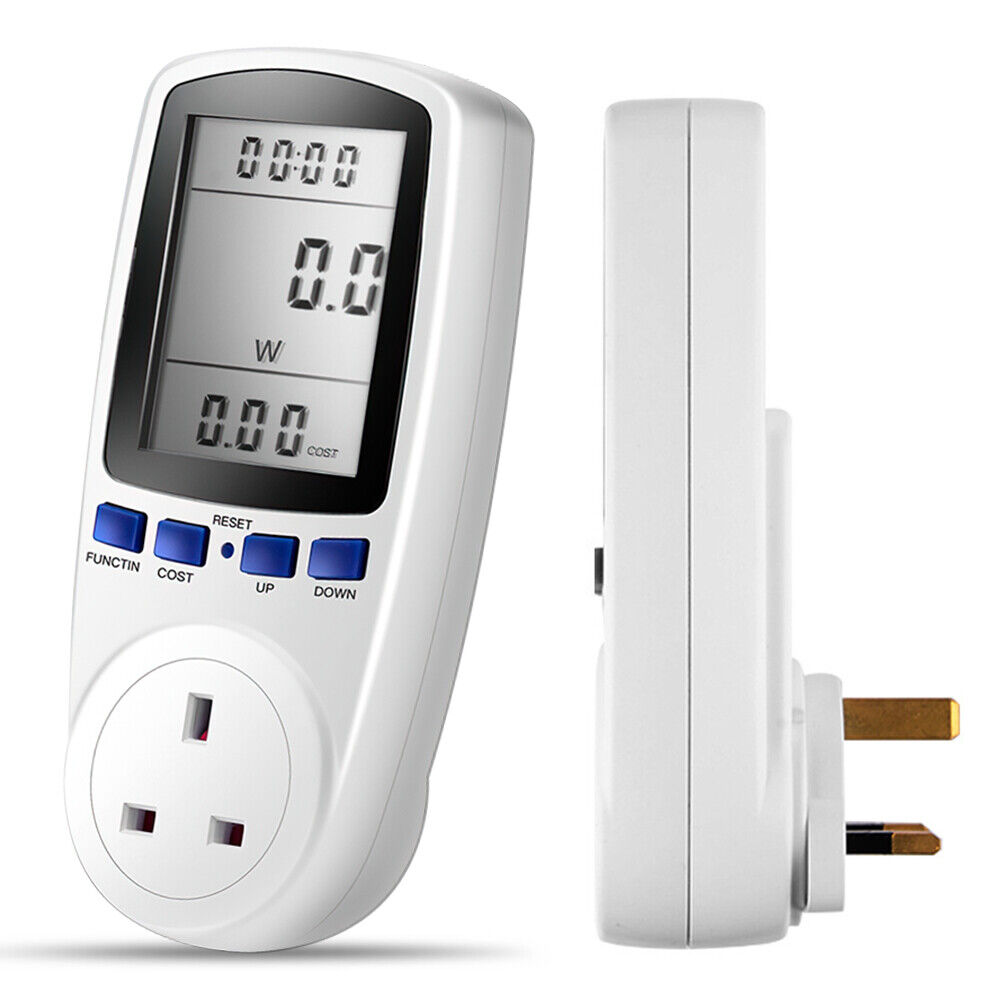 00:00
0.0
W
0.00 COST
RESET
FUNCTIN COST UP DOWN